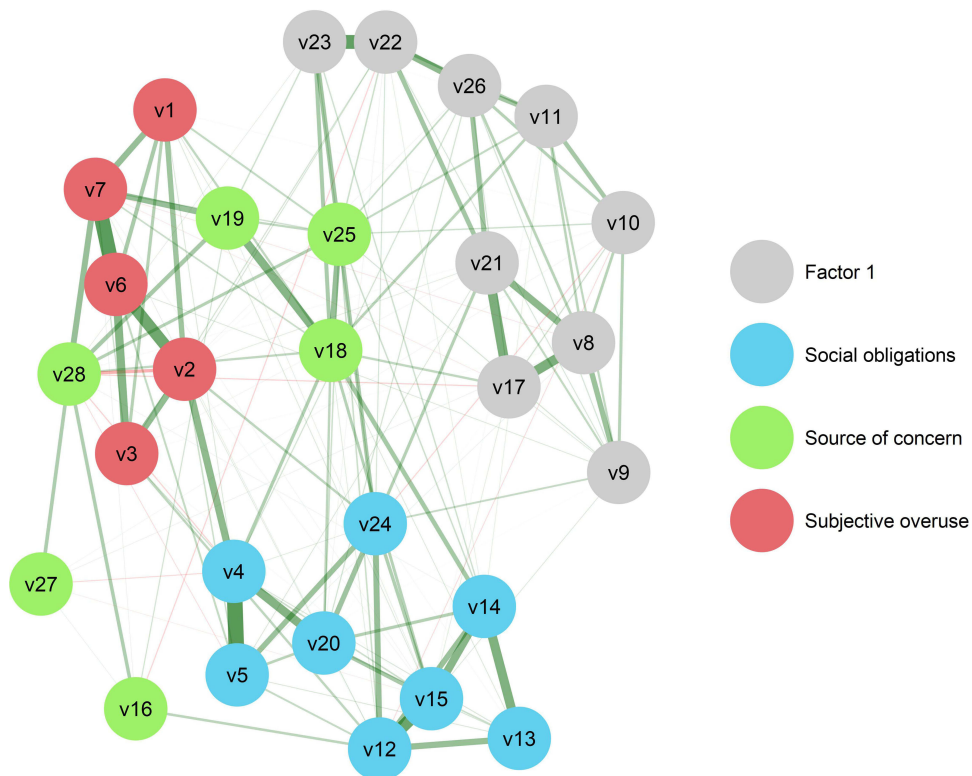 v23
v22
v26
v11
v1
v7
v19
v25
v10
v21
v6
v18
v8
v28
v2
v17
v3
v9
v24
v4
v27
v14
v20
v5
v15
v16
v12
v13
Factor 1
Social obligations
Source of concern
Subjective overuse